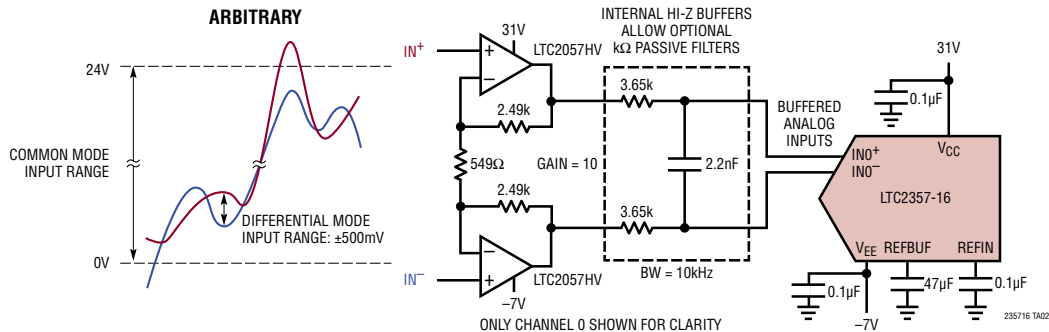 ARBITRARY
24V
COMMON MODE
INPUT RANGE
DIFFERENTIAL MODE
INPUT RANGE: ±500mV
0V
IN+
31V
LTC2057HV
+
−
2.49k
549Ω
GAIN = 10
2.49k
−
+
LTC2057HV
IN−
−7V
INTERNAL HI-Z BUFFERS
ALLOW OPTIONAL
kΩ PASSIVE FILTERS
3.65k
2.2nF
3.65k
BW = 10kHz
ONLY CHANNEL 0 SHOWN FOR CLARITY
BUFFERED
ANALOG
INPUTS
31V
0.1µF
VCC
IN0+
IN0−
LTC2357-16
VEE
REFBUF
REFIN
0.1µF
47µF
0.1µF
−7V
235716 TA02